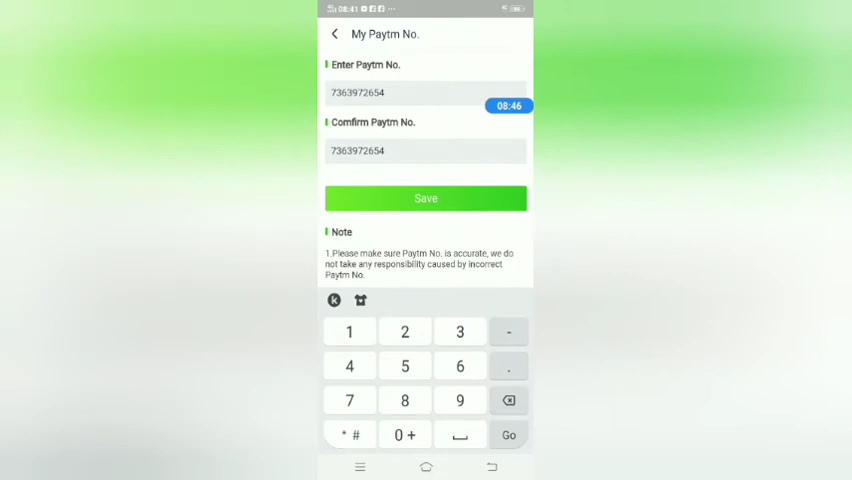 08:41 ...
My Paytm No.
Enter Paytm No.
7363972654
08:46
Comfirm Paytm No.
7363972654
Save
Note
1.Please make sure Paytm No. is accurate, we do
not take any responsibility caused by incorrect
Paytm No.
1 2 3 -
4 5 6 .
7 8 9
* # 0 + Go